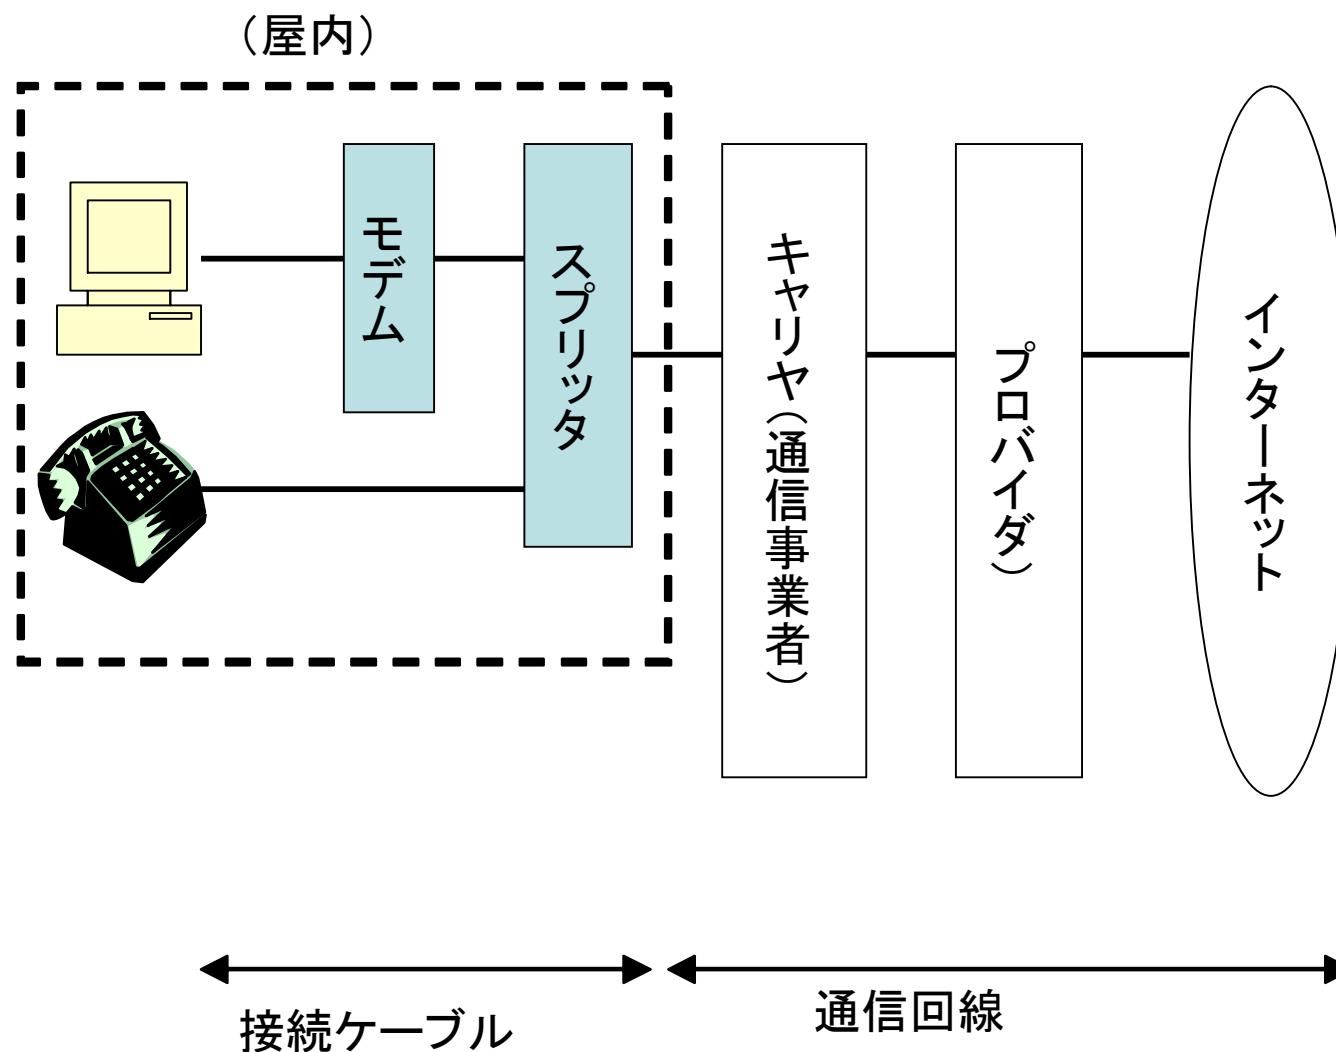 （屋内）
モデム
スプリッタ
キャリヤ（通信事業者）
プロバイダ）
インターネット
接続ケーブル
通信回線